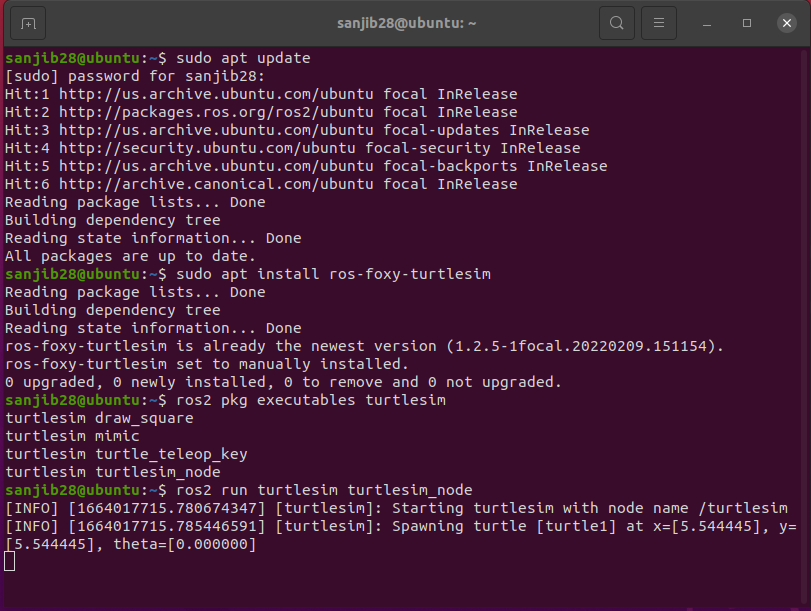 sanjib28@ubuntu: ~
sanjib28@ubuntu:~$ sudo apt update
[sudo] password for sanjib28:
Hit:1 http://us.archive.ubuntu.com/ubuntu focal InRelease
Hit:2 http://packages.ros.org/ros2/ubuntu focal InRelease
Hit:3 http://us.archive.ubuntu.com/ubuntu focal-updates InRelease
Hit:4 http://security.ubuntu.com/ubuntu focal-security InRelease
Hit:5 http://us.archive.ubuntu.com/ubuntu focal-backports InRelease
Hit:6 http://archive.canonical.com/ubuntu focal InRelease
Reading package lists... Done
Building dependency tree
Reading state information... Done
All packages are up to date.
sanjib28@ubuntu:~$ sudo apt install ros-foxy-turtlesim
Reading package lists... Done
Building dependency tree
Reading state information... Done
ros-foxy-turtlesim is already the newest version (1.2.5-1focal.20220209.151154).
ros-foxy-turtlesim set to manually installed.
0 upgraded, 0 newly installed, 0 to remove and 0 not upgraded.
sanjib28@ubuntu:~$ ros2 pkg executables turtlesim
turtlesim draw_square
turtlesim mimic
turtlesim turtle_teleop_key
turtlesim turtlesim_node
sanjib28@ubuntu:~$ ros2 run turtlesim turtlesim_node
[INFO] [1664017715.780674347] [turtlesim]: Starting turtlesim with node name /turtlesim
[INFO] [1664017715.785446591] [turtlesim]: Spawning turtle [turtle1] at x=[5.544445], y=
[5.544445], theta=[0.000000]